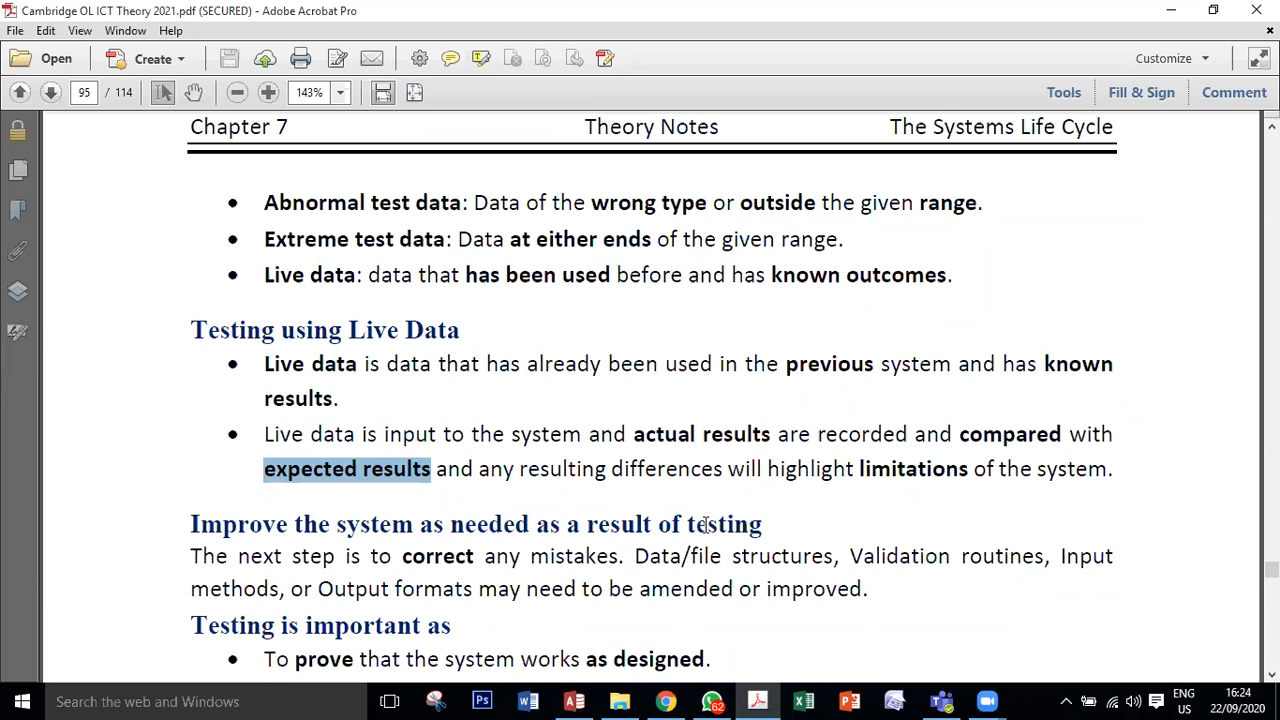 Cambridge OL ICT Theory 2021.pdf (SECURED) - Adobe Acrobat Pro
File Edit View Window Help
Open Create Customize
95 / 114 143% Tools Fill & Sign Comment
Chapter 7 Theory Notes The Systems Life Cycle
• Abnormal test data: Data of the wrong type or outside the given range.
• Extreme test data: Data at either ends of the given range.
• Live data: data that has been used before and has known outcomes.
Testing using Live Data
• Live data is data that has already been used in the previous system and has known
results.
• Live data is input to the system and actual results are recorded and compared with
expected results and any resulting differences will highlight limitations of the system.
Improve the system as needed as a result of testing
The next step is to correct any mistakes. Data/file structures, Validation routines, Input
methods, or Output formats may need to be amended or improved.
Testing is important as
• To prove that the system works as designed.
Search the web and Windows 62 ENG 16:24
US 22/09/2020